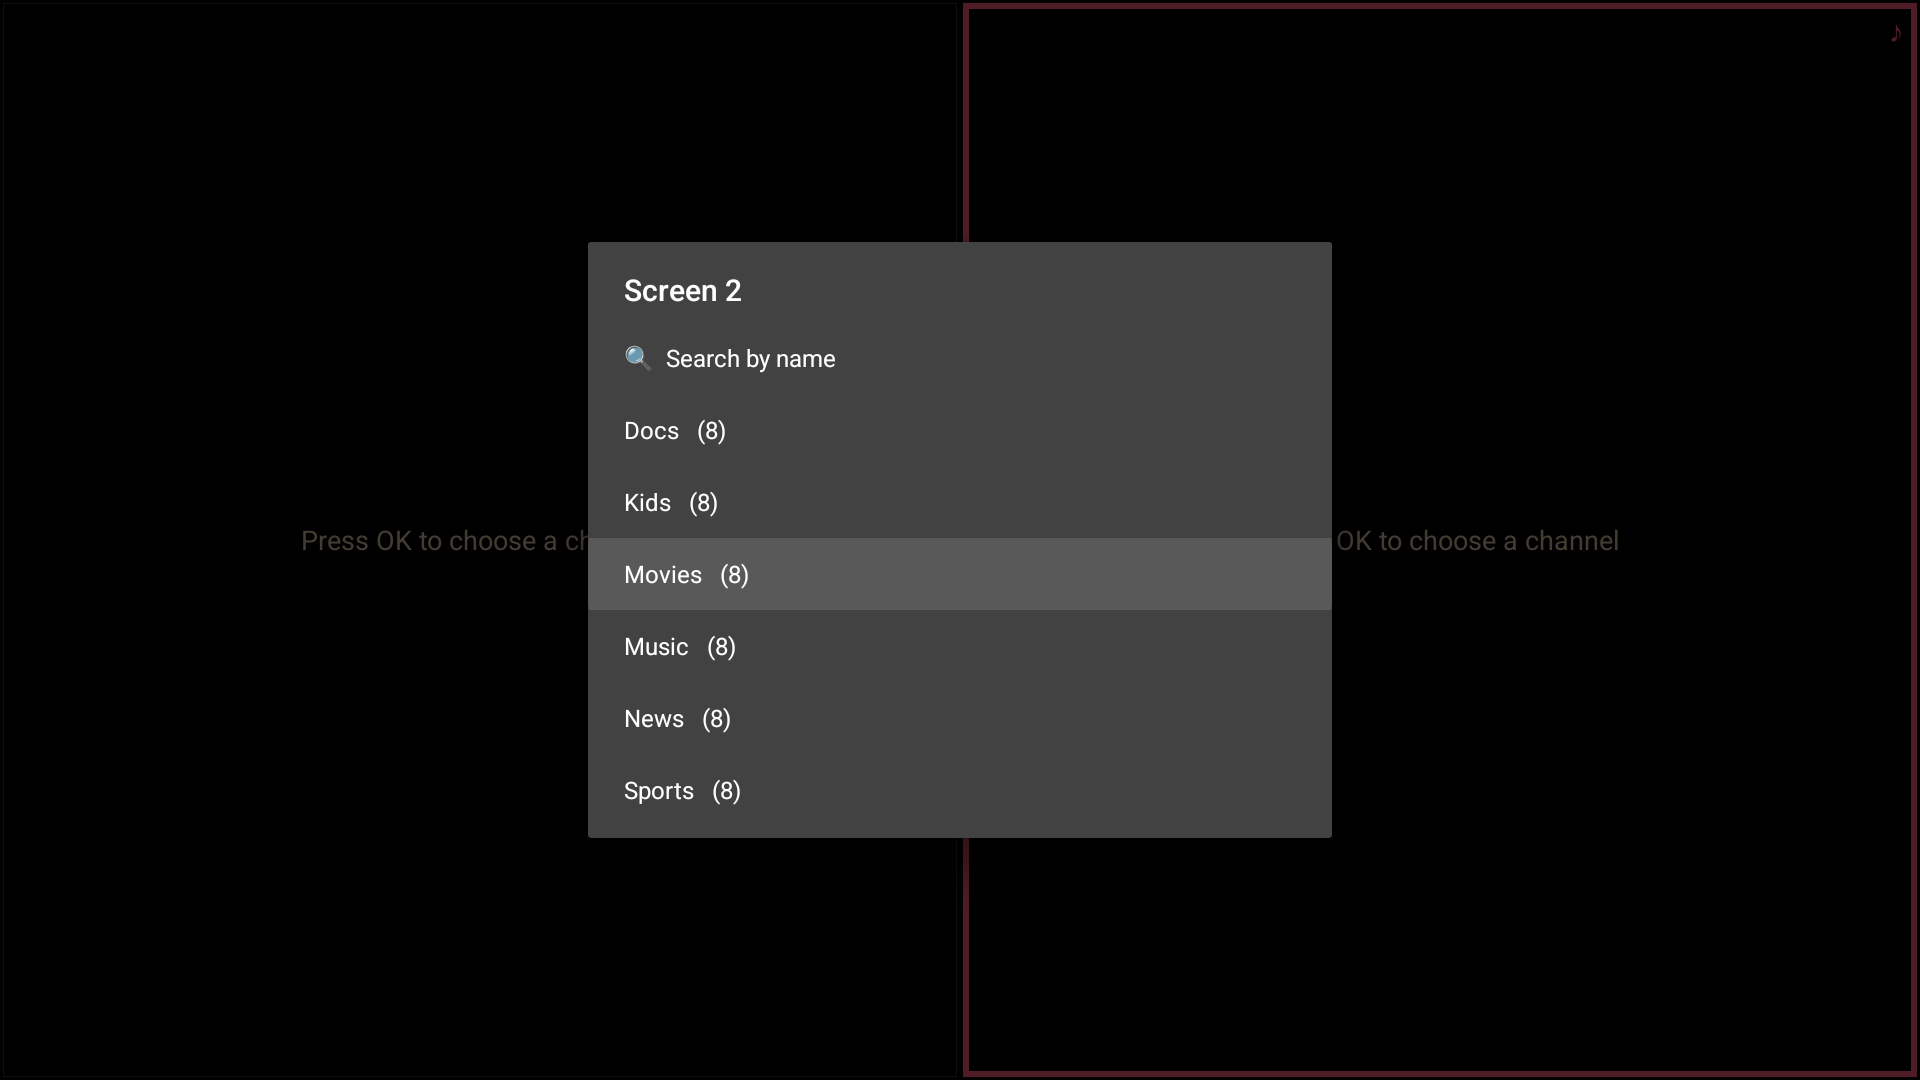 ♪
Screen 2
🔍 Search by name
Docs (8)
Kids (8)
Press OK to choose a ch
OK to choose a channel
Movies (8)
Music (8)
News (8)
Sports (8)